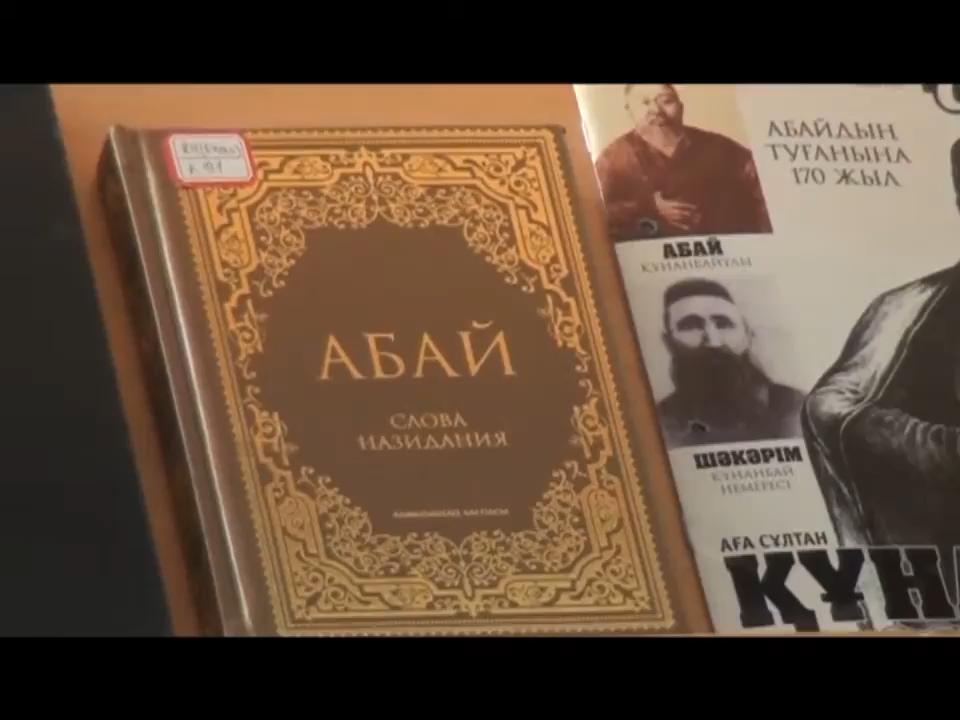 АБАЙ
СЛОВА
НАЗИДАНИЯ
АБАЙДЫҢ
ТУҒАНЫНА
170 ЖЫЛ
АБАЙ
ҚҰНАНБАЙҰЛЫ
ШӘКӘРІМ
ҚҰНАНБАЙ
НЕМЕРЕСІ
АҒА СҰЛТАН
ҚҰН